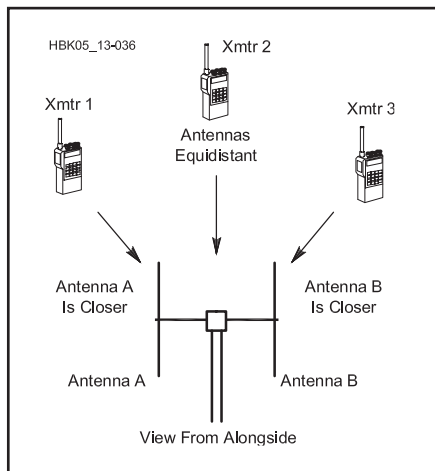 HBK05_13-036
Xmtr 2
Xmtr 1
Xmtr 3
Antennas
Equidistant
Antenna A
Is Closer
Antenna B
Is Closer
Antenna A
Antenna B
View From Alongside